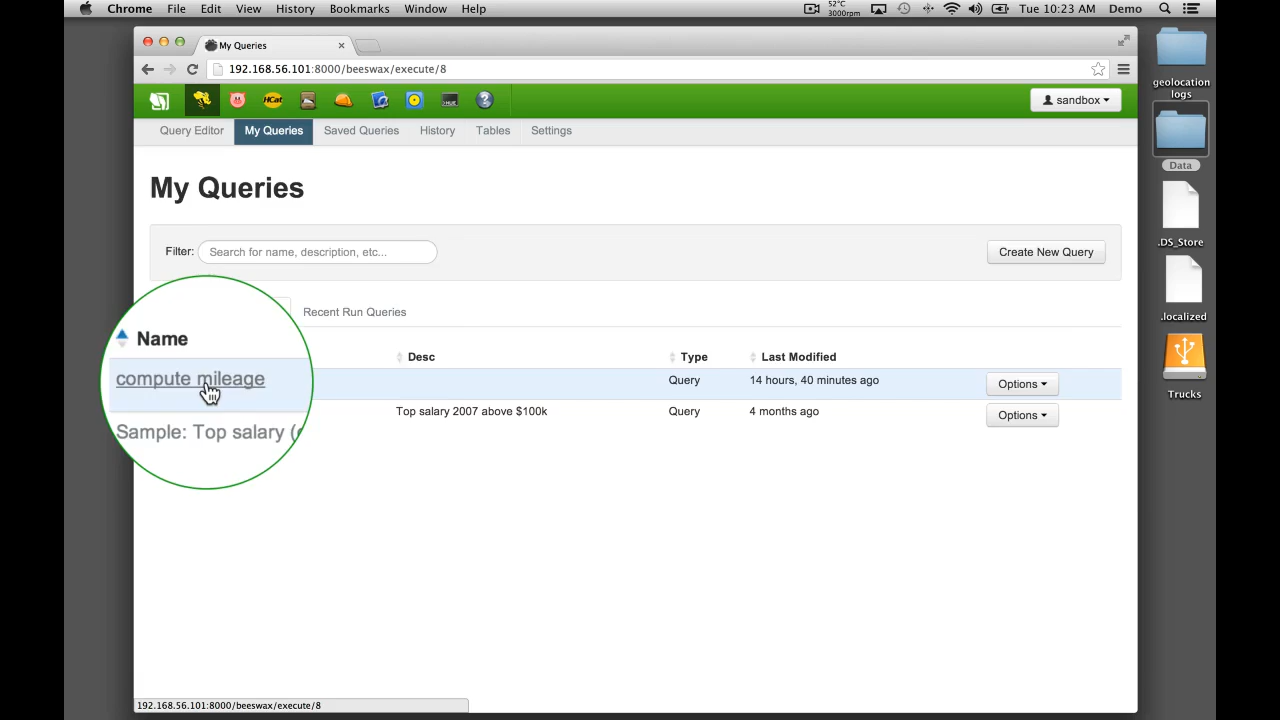 Chrome File Edit View History Bookmarks Window Help 52°C 3000rpm Tue 10:23 AM Demo
My Queries
192.168.56.101:8000/beeswax/execute/8
HCat HUE ? sandbox
Query Editor My Queries Saved Queries History Tables Settings
My Queries
Filter: Search for name, description, etc... Create New Query
Recent Run Queries
Name Desc Type Last Modified
compute mileage Query 14 hours, 40 minutes ago Options
Sample: Top salary ( Top salary 2007 above $100k Query 4 months ago Options
192.168.56.101:8000/beeswax/execute/8
geolocation
logs
Data
.DS_Store
.localized
Trucks